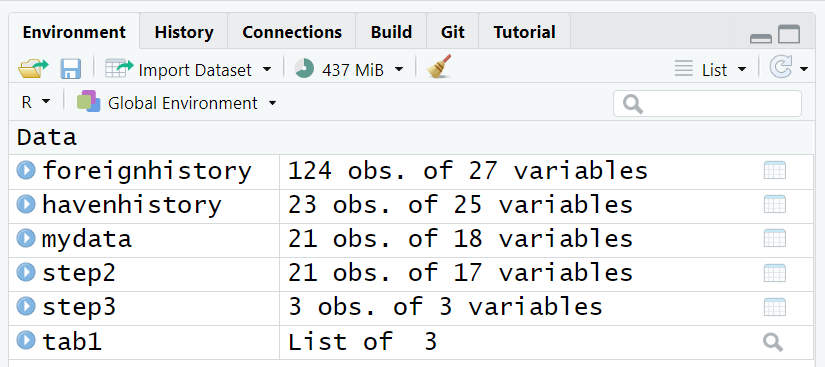 Environment History Connections Build Git Tutorial
Import Dataset 437 MiB List
R Global Environment
Data
foreignhistory 124 obs. of 27 variables
havenhistory 23 obs. of 25 variables
mydata 21 obs. of 18 variables
step2 21 obs. of 17 variables
step3 3 obs. of 3 variables
tab1 List of  3